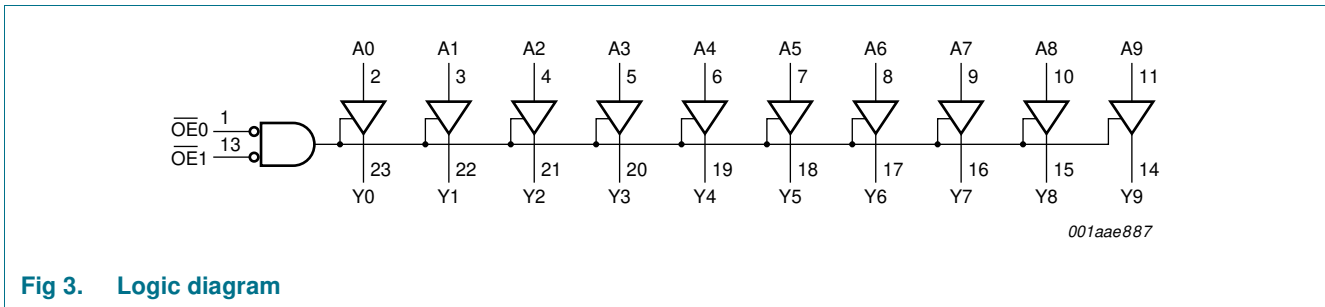 A0 A1 A2 A3 A4 A5 A6 A7 A8 A9
2 3 4 5 6 7 8 9 10 11
O̅E̅0 1
O̅E̅1 13
23 22 21 20 19 18 17 16 15 14
Y0 Y1 Y2 Y3 Y4 Y5 Y6 Y7 Y8 Y9
001aae887
Fig 3. Logic diagram